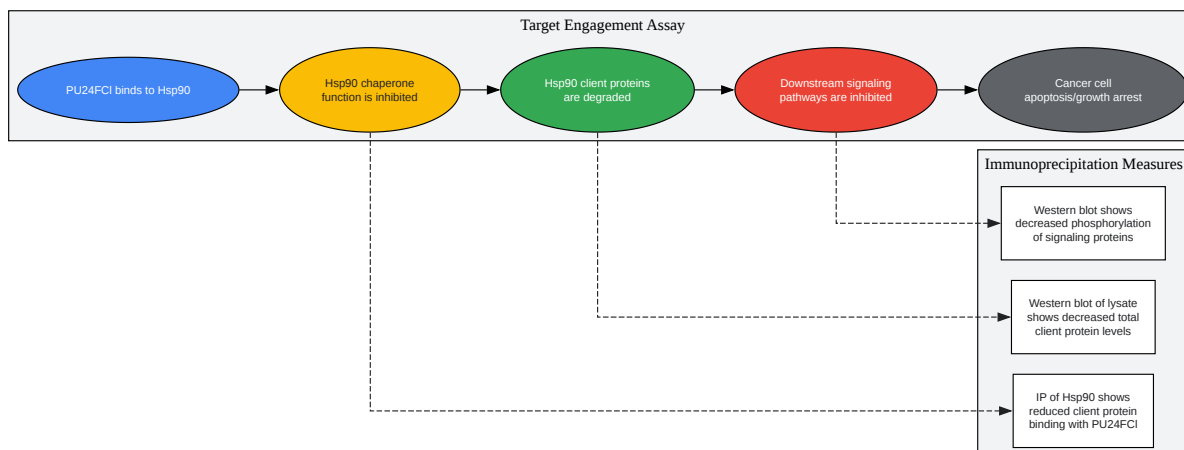 Target Engagement Assay
PU24FCl binds to Hsp90
Hsp90 chaperone
function is inhibited
Hsp90 client proteins
are degraded
Downstream signaling
pathways are inhibited
Cancer cell
apoptosis/growth arrest
Immunoprecipitation Measures
Western blot shows
decreased phosphorylation
of signaling proteins
Western blot of lysate
shows decreased total
client protein levels
IP of Hsp90 shows
reduced client protein
binding with PU24FCl